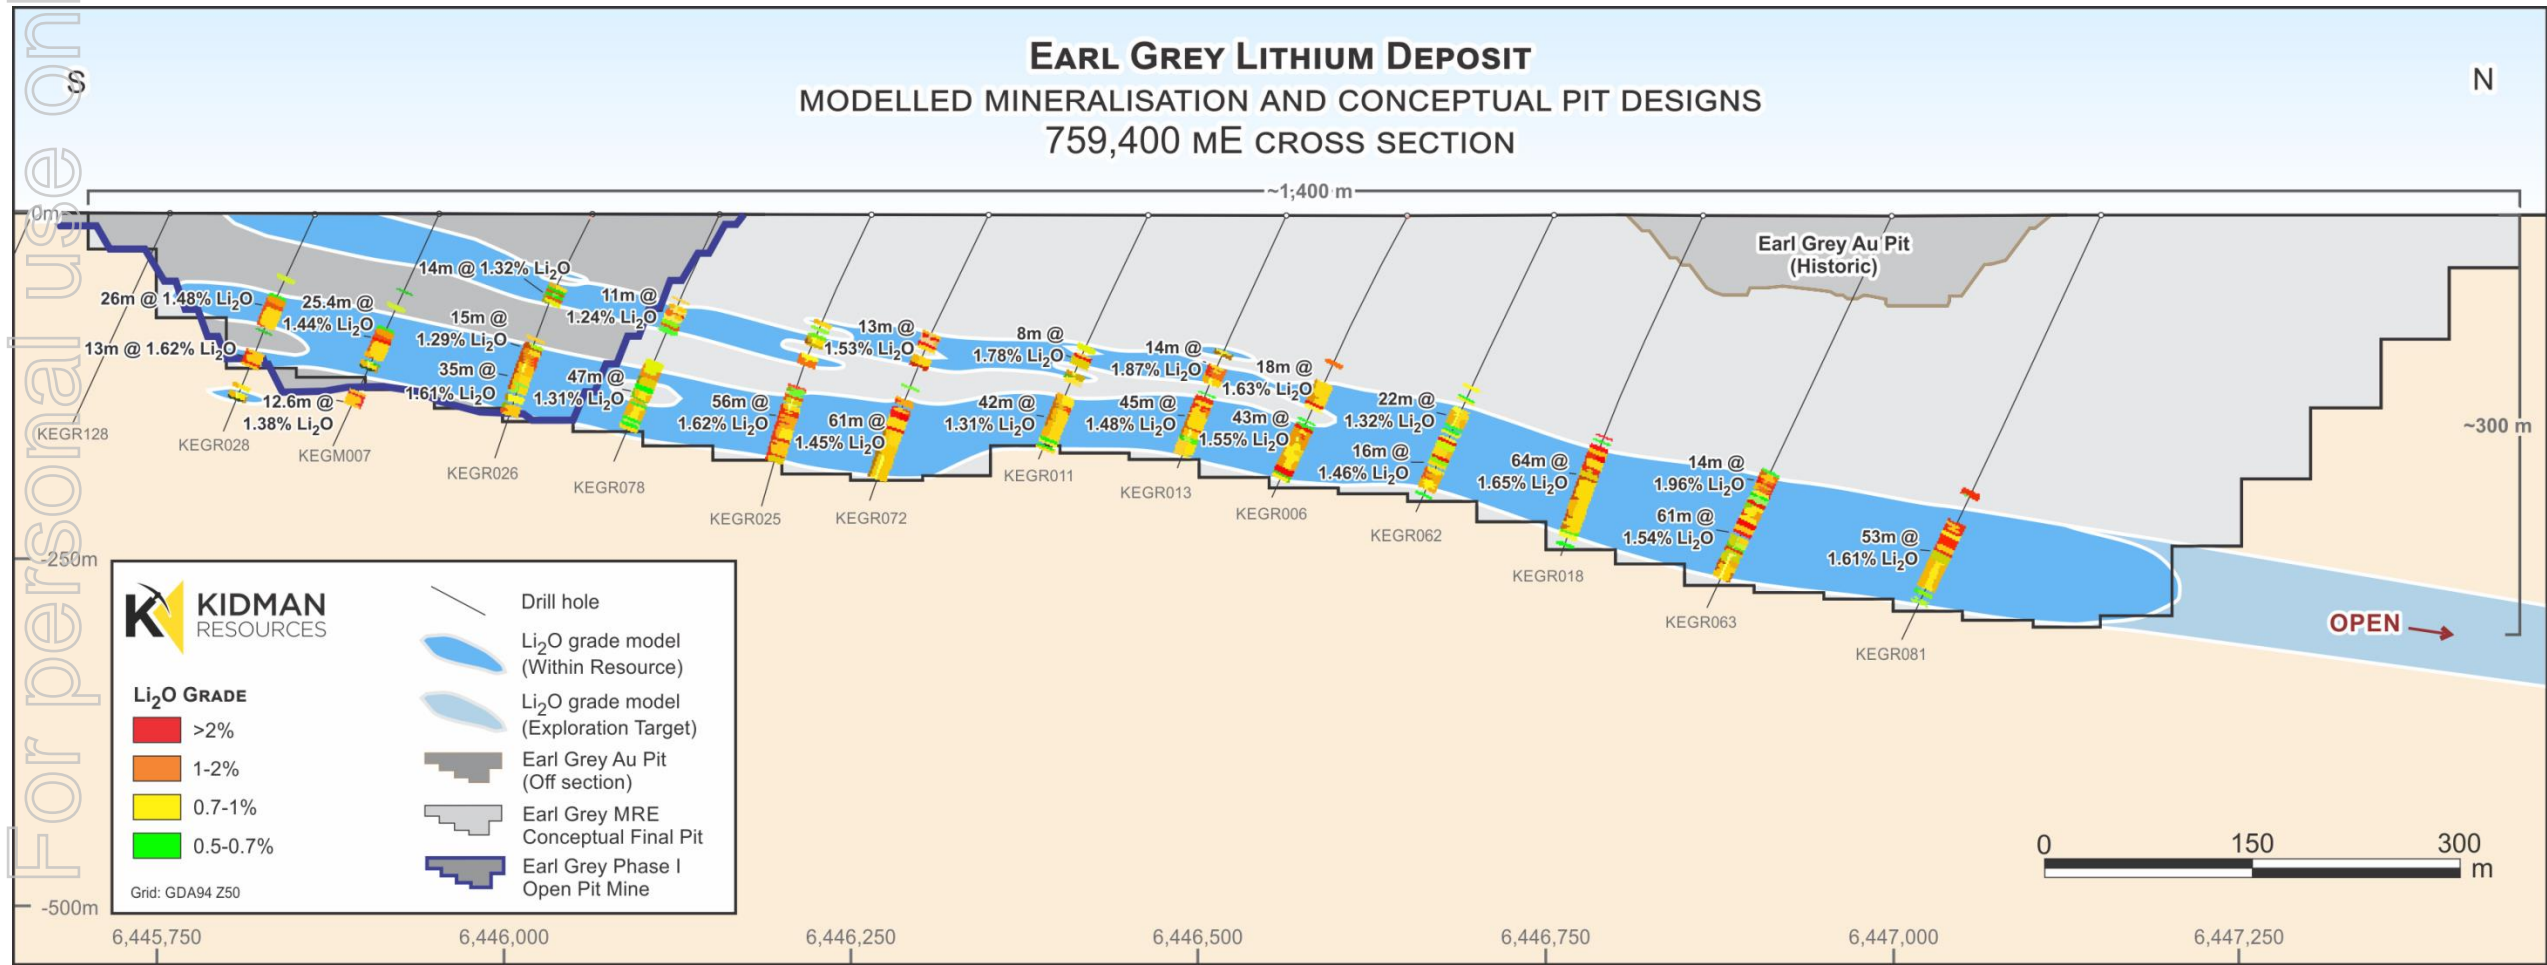 For personal use only
EARL GREY LITHIUM DEPOSIT
MODELLED MINERALISATION AND CONCEPTUAL PIT DESIGNS
759,400 mE CROSS SECTION
S
N
~1,400 m
0m
Earl Grey Au Pit
(Historic)
14m @ 1.32% Li2O
26m @ 1.48% Li2O
25.4m @
1.44% Li2O
11m @
1.24% Li2O
15m @
1.29% Li2O
13m @
1.53% Li2O
8m @
1.78% Li2O
14m @
1.87% Li2O
18m @
1.63% Li2O
13m @ 1.62% Li2O
35m @
1.61% Li2O
47m @
1.31% Li2O
12.6m @
1.38% Li2O
56m @
1.62% Li2O
61m @
1.45% Li2O
42m @
1.31% Li2O
45m @
1.48% Li2O
43m @
1.55% Li2O
22m @
1.32% Li2O
16m @
1.46% Li2O
64m @
1.65% Li2O
14m @
1.96% Li2O
61m @
1.54% Li2O
53m @
1.61% Li2O
~300 m
KEGR128
KEGR028
KEGM007
KEGR026
KEGR078
KEGR025
KEGR072
KEGR011
KEGR013
KEGR006
KEGR062
KEGR018
KEGR063
KEGR081
OPEN
-250m
KIDMAN
RESOURCES
Li2O GRADE
>2%
1-2%
0.7-1%
0.5-0.7%
Grid: GDA94 Z50
Drill hole
Li2O grade model
(Within Resource)
Li2O grade model
(Exploration Target)
Earl Grey Au Pit
(Off section)
Earl Grey MRE
Conceptual Final Pit
Earl Grey Phase I
Open Pit Mine
0 150 300
m
-500m
6,445,750 6,446,000 6,446,250 6,446,500 6,446,750 6,447,000 6,447,250